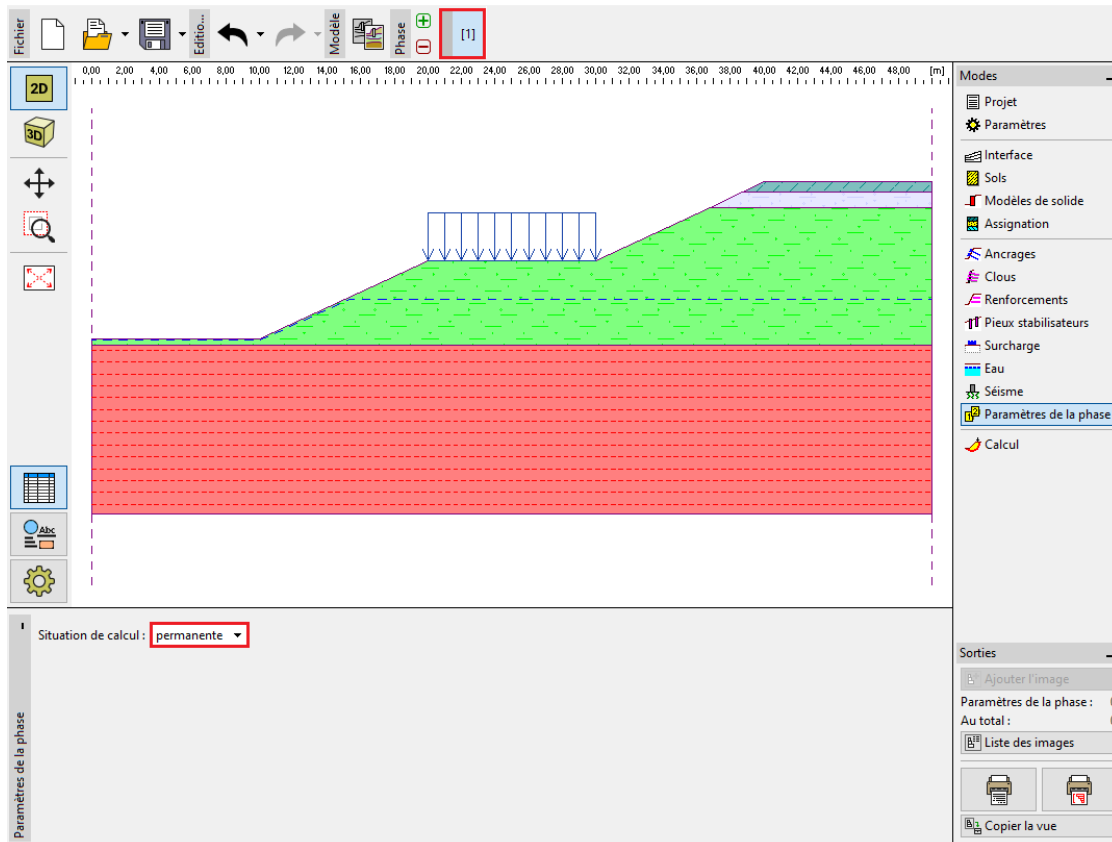 Fichier
Editio...
Modèle
Phase
[1]
2D
3D
0,00 2,00 4,00 6,00 8,00 10,00 12,00 14,00 16,00 18,00 20,00 22,00 24,00 26,00 28,00 30,00 32,00 34,00 36,00 38,00 40,00 42,00 44,00 46,00 48,00 [m]
Modes
Projet
Paramètres
Interface
Sols
Modèles de solide
Assignation
Ancrages
Clous
Renforcements
Pieux stabilisateurs
Surcharge
Eau
Séisme
Paramètres de la phase
Calcul
Abc
Paramètres de la phase
Situation de calcul : permanente
Sorties
Ajouter l'image
Paramètres de la phase :
Au total :
Liste des images
Copier la vue